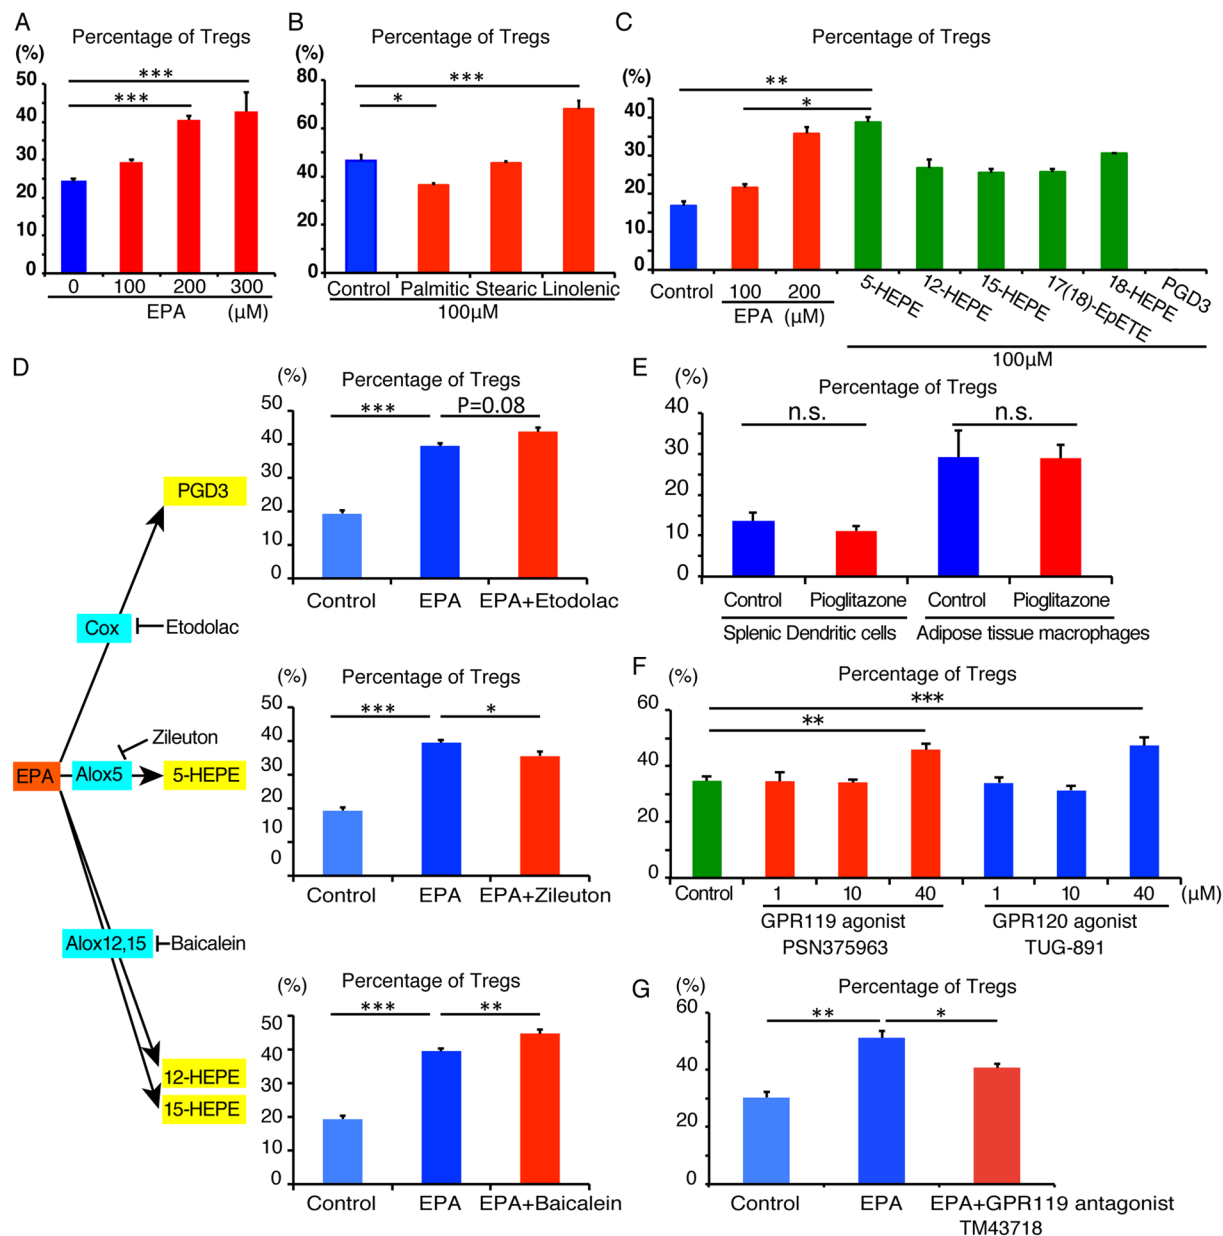 A
Percentage of Tregs
(%)
***
***
50
40
30
20
10
0
0 100 200 300
EPA (μM)
B
Percentage of Tregs
(%)
***
*
80
60
40
20
0
Control Palmitic Stearic Linolenic
100μM
C
Percentage of Tregs
(%)
**
*
50
40
30
20
10
0
Control
100 200
EPA (μM)
5-HEPE
12-HEPE
15-HEPE
17(18)-EpETE
18-HEPE
PGD3
100μM
D
PGD3
Cox
Etodolac
Zileuton
EPA
Alox5
5-HEPE
Alox12,15
Baicalein
12-HEPE
15-HEPE
(%)
Percentage of Tregs
***
P=0.08
50
40
30
20
10
0
Control EPA EPA+Etodolac
(%)
Percentage of Tregs
***
*
50
40
30
20
10
0
Control EPA EPA+Zileuton
(%)
Percentage of Tregs
***
**
50
40
30
20
10
0
Control EPA EPA+Baicalein
E
(%)
Percentage of Tregs
n.s.
n.s.
40
30
20
10
0
Control Pioglitazone Control Pioglitazone
Splenic Dendritic cells Adipose tissue macrophages
F
(%)
Percentage of Tregs
***
**
60
40
20
0
Control 1 10 40 1 10 40 (μM)
GPR119 agonist GPR120 agonist
PSN375963 TUG-891
G
(%)
Percentage of Tregs
**
*
60
40
20
0
Control EPA EPA+GPR119 antagonist
TM43718